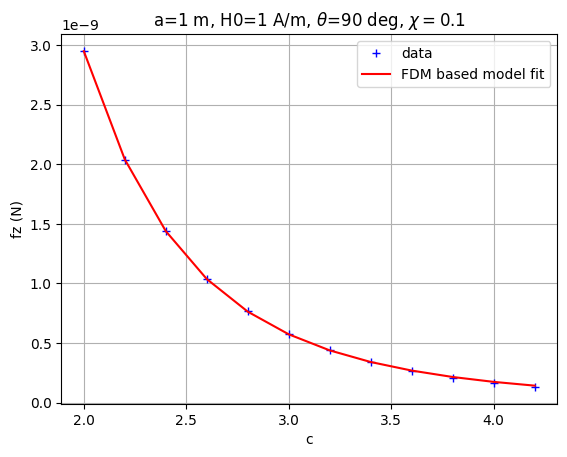 a=1 m, H0=1 A/m, θ=90 deg, χ = 0.1
1e−9
data
FDM based model fit
3.0
2.5
2.0
1.5
1.0
0.5
0.0
fz (N)
2.0 2.5 3.0 3.5 4.0
c